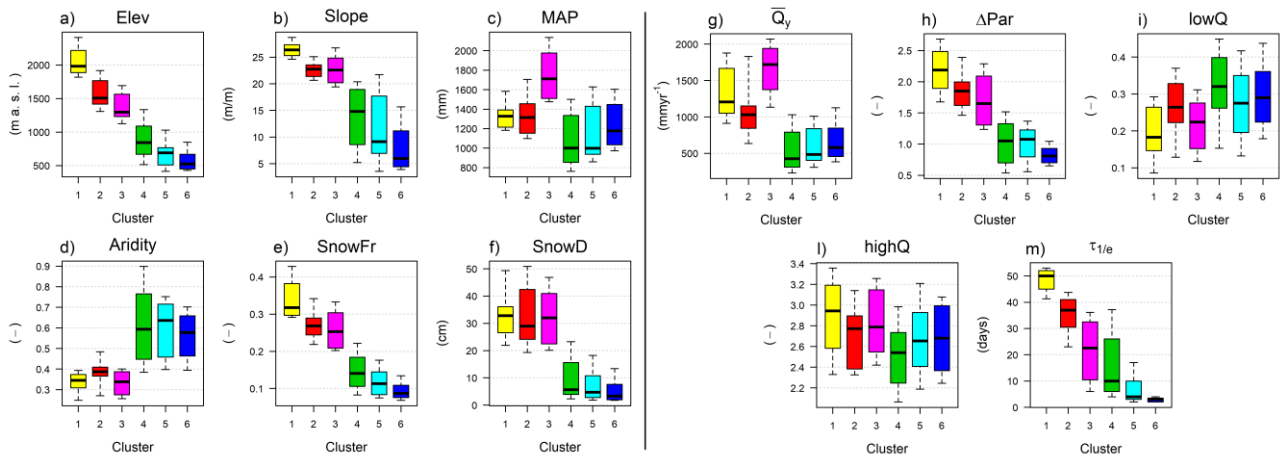 a) Elev
(m a. s. l.)
2000
1500
1000
500
1 2 3 4 5 6
Cluster
b) Slope
(m/m)
25
20
15
10
5
1 2 3 4 5 6
Cluster
c) MAP
(mm)
2000
1800
1600
1400
1200
1000
800
1 2 3 4 5 6
Cluster
g) Q̅y
(mmyr⁻¹)
2000
1500
1000
500
1 2 3 4 5 6
Cluster
h) ΔPar
(−)
2.5
2.0
1.5
1.0
0.5
1 2 3 4 5 6
Cluster
i) lowQ
(−)
0.4
0.3
0.2
0.1
1 2 3 4 5 6
Cluster
d) Aridity
(−)
0.9
0.8
0.7
0.6
0.5
0.4
0.3
1 2 3 4 5 6
Cluster
e) SnowFr
(−)
0.4
0.3
0.2
0.1
1 2 3 4 5 6
Cluster
f) SnowD
(cm)
50
40
30
20
10
0
1 2 3 4 5 6
Cluster
l) highQ
(−)
3.4
3.2
3.0
2.8
2.6
2.4
2.2
1 2 3 4 5 6
Cluster
m) τ1/e
(days)
50
40
30
20
10
0
1 2 3 4 5 6
Cluster